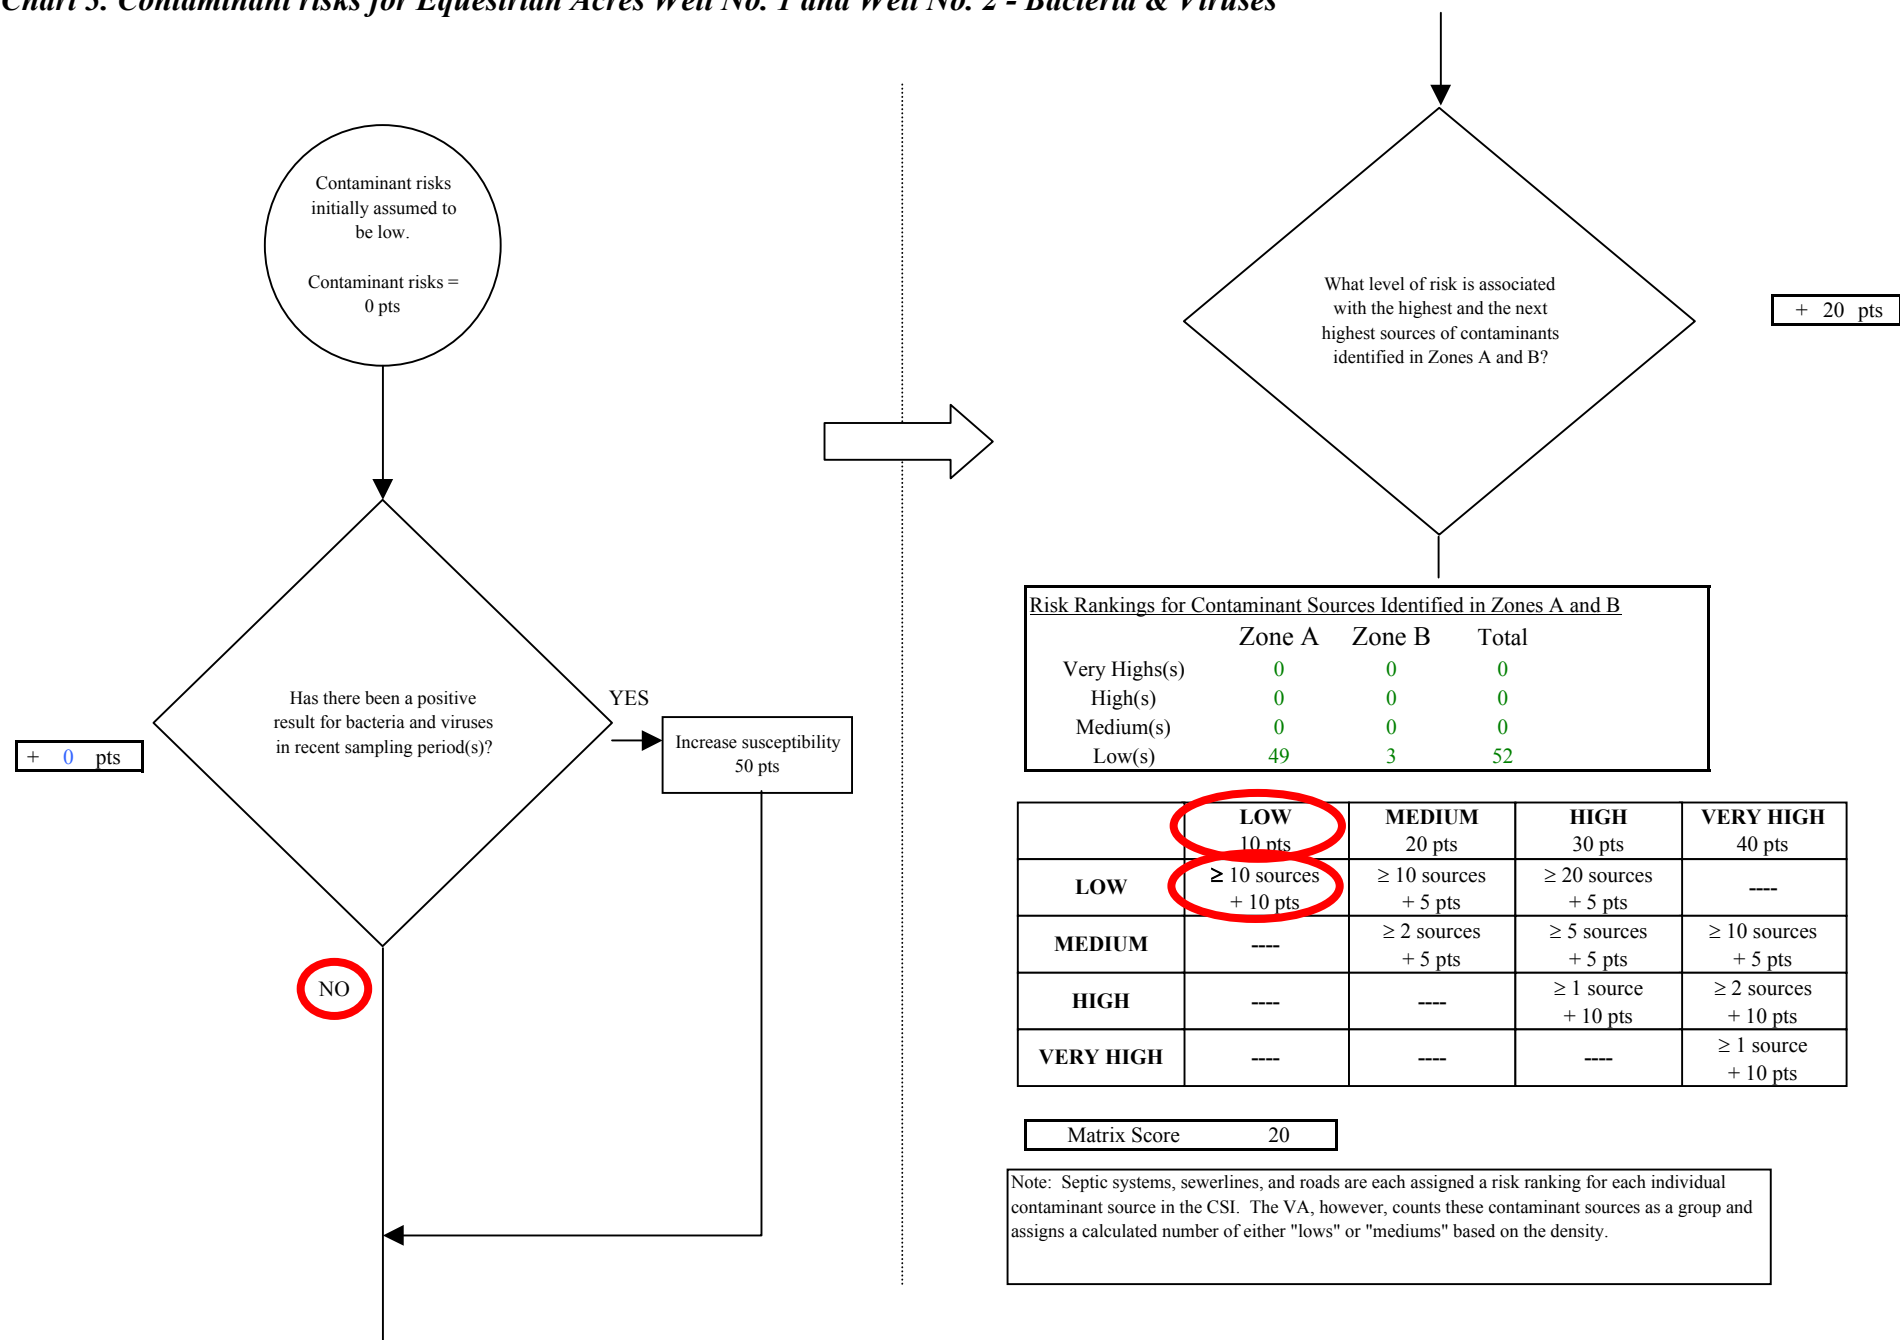 Chart 3. Contaminant risks for Equestrian Acres Well No. 1 and Well No. 2 - Bacteria & Viruses
Contaminant risks
initially assumed to
be low.
Contaminant risks =
0 pts
Has there been a positive
result for bacteria and viruses
in recent sampling period(s)?
+ 0 pts
YES
Increase susceptibility
50 pts
NO
What level of risk is associated
with the highest and the next
highest sources of contaminants
identified in Zones A and B?
+ 20 pts
Risk Rankings for Contaminant Sources Identified in Zones A and B
Zone A Zone B Total
Very Highs(s) 0 0 0
High(s) 0 0 0
Medium(s) 0 0 0
Low(s) 49 3 52
LOW MEDIUM HIGH VERY HIGH
10 pts 20 pts 30 pts 40 pts
LOW ≥ 10 sources ≥ 10 sources ≥ 20 sources ----
+ 10 pts + 5 pts + 5 pts
MEDIUM ---- ≥ 2 sources ≥ 5 sources ≥ 10 sources
+ 5 pts + 5 pts + 5 pts
HIGH ---- ---- ≥ 1 source ≥ 2 sources
+ 10 pts + 10 pts
VERY HIGH ---- ---- ---- ≥ 1 source
+ 10 pts
Matrix Score 20
Note: Septic systems, sewerlines, and roads are each assigned a risk ranking for each individual
contaminant source in the CSI. The VA, however, counts these contaminant sources as a group and
assigns a calculated number of either "lows" or "mediums" based on the density.